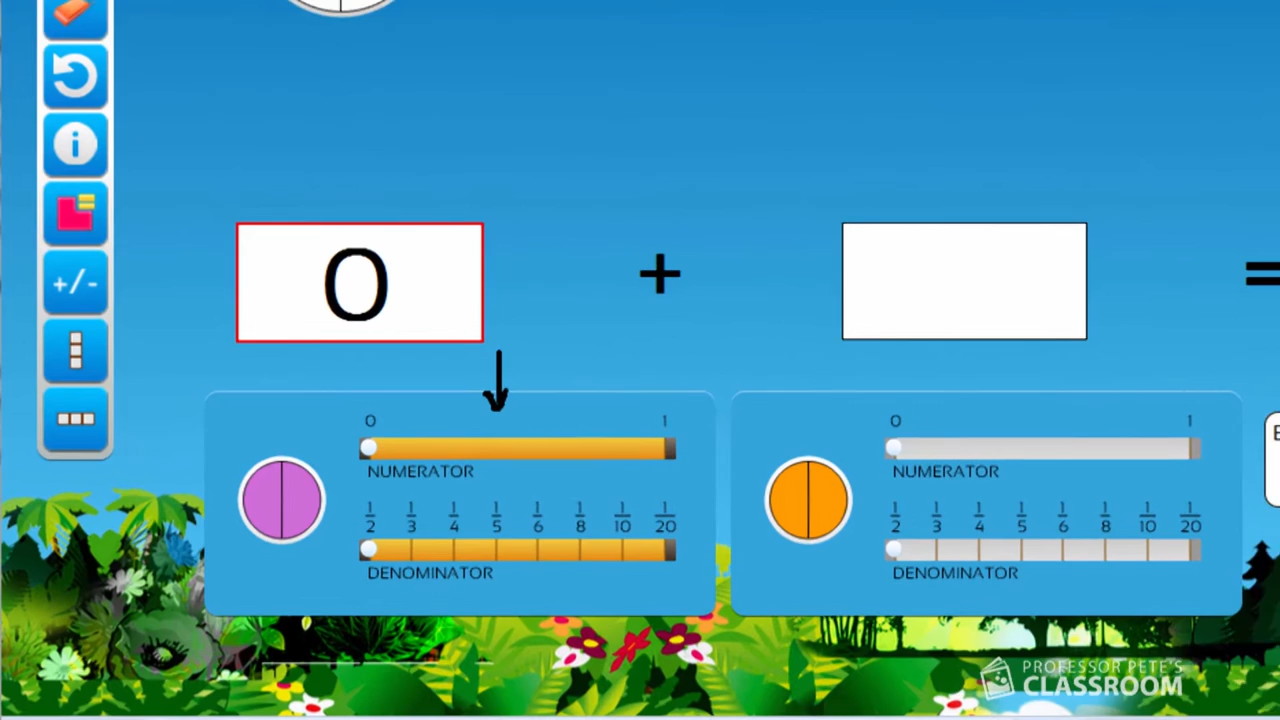 +/-
O
+
=
0 1
NUMERATOR
1/2 1/3 1/4 1/5 1/6 1/8 1/10 1/20
DENOMINATOR
0 1
NUMERATOR
1/2 1/3 1/4 1/5 1/6 1/8 1/10 1/20
DENOMINATOR
PROFESSOR PETE'S
CLASSROOM